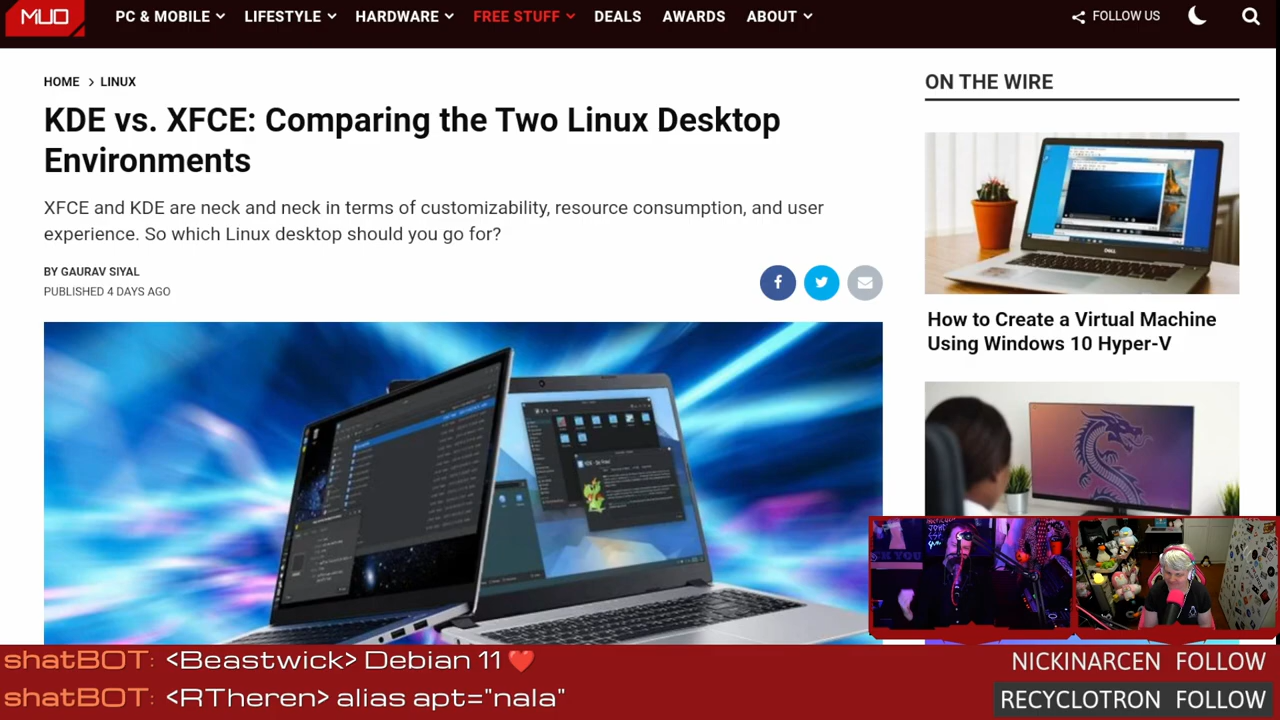 MUO
PC & MOBILE
LIFESTYLE
HARDWARE
FREE STUFF
DEALS
AWARDS
ABOUT
FOLLOW US
HOME > LINUX
KDE vs. XFCE: Comparing the Two Linux Desktop
Environments
XFCE and KDE are neck and neck in terms of customizability, resource consumption, and user
experience. So which Linux desktop should you go for?
BY GAURAV SIYAL
PUBLISHED 4 DAYS AGO
ON THE WIRE
DELL
How to Create a Virtual Machine
Using Windows 10 Hyper-V
shatBOT: <Beastwick> Debian 11❤️
shatBOT: <RTheren> alias apt="nala"
NICKINARCEN FOLLOW
RECYCLOTRON FOLLOW